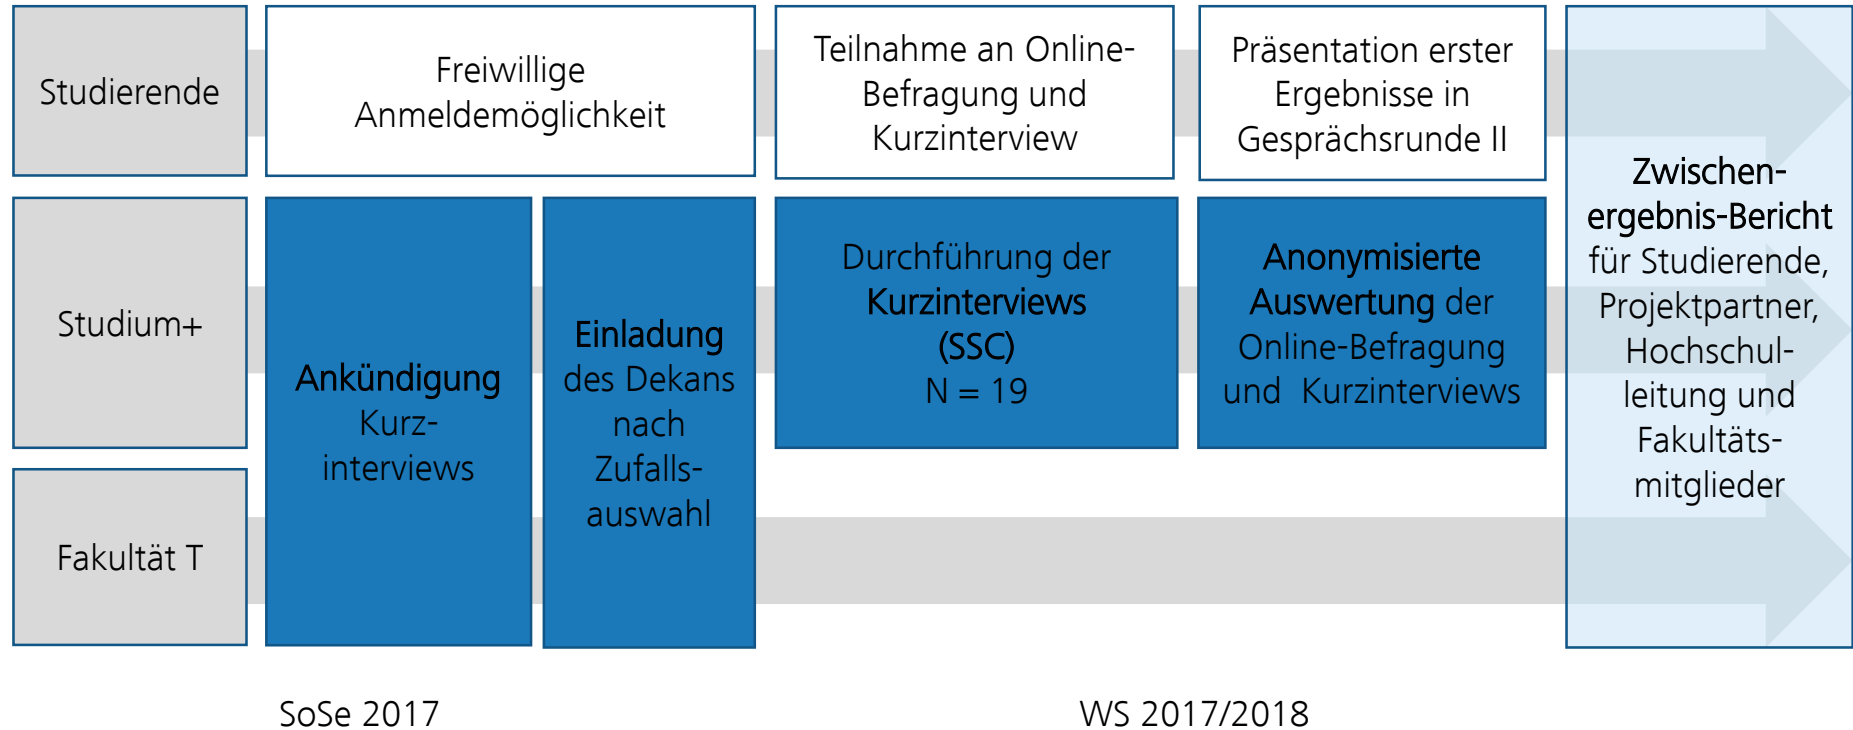 Studierende
Freiwillige
Anmeldemöglichkeit
Teilnahme an Online-
Befragung und
Kurzinterview
Präsentation erster
Ergebnisse in
Gesprächsrunde II
Studium+
Ankündigung
Kurz-
interviews
Einladung
des Dekans
nach
Zufalls-
auswahl
Durchführung der
Kurzinterviews
(SSC)
N = 19
Anonymisierte
Auswertung der
Online-Befragung
und Kurzinterviews
Zwischen-
ergebnis-Bericht
für Studierende,
Projektpartner,
Hochschul-
leitung und
Fakultäts-
mitglieder
Fakultät T
SoSe 2017
WS 2017/2018